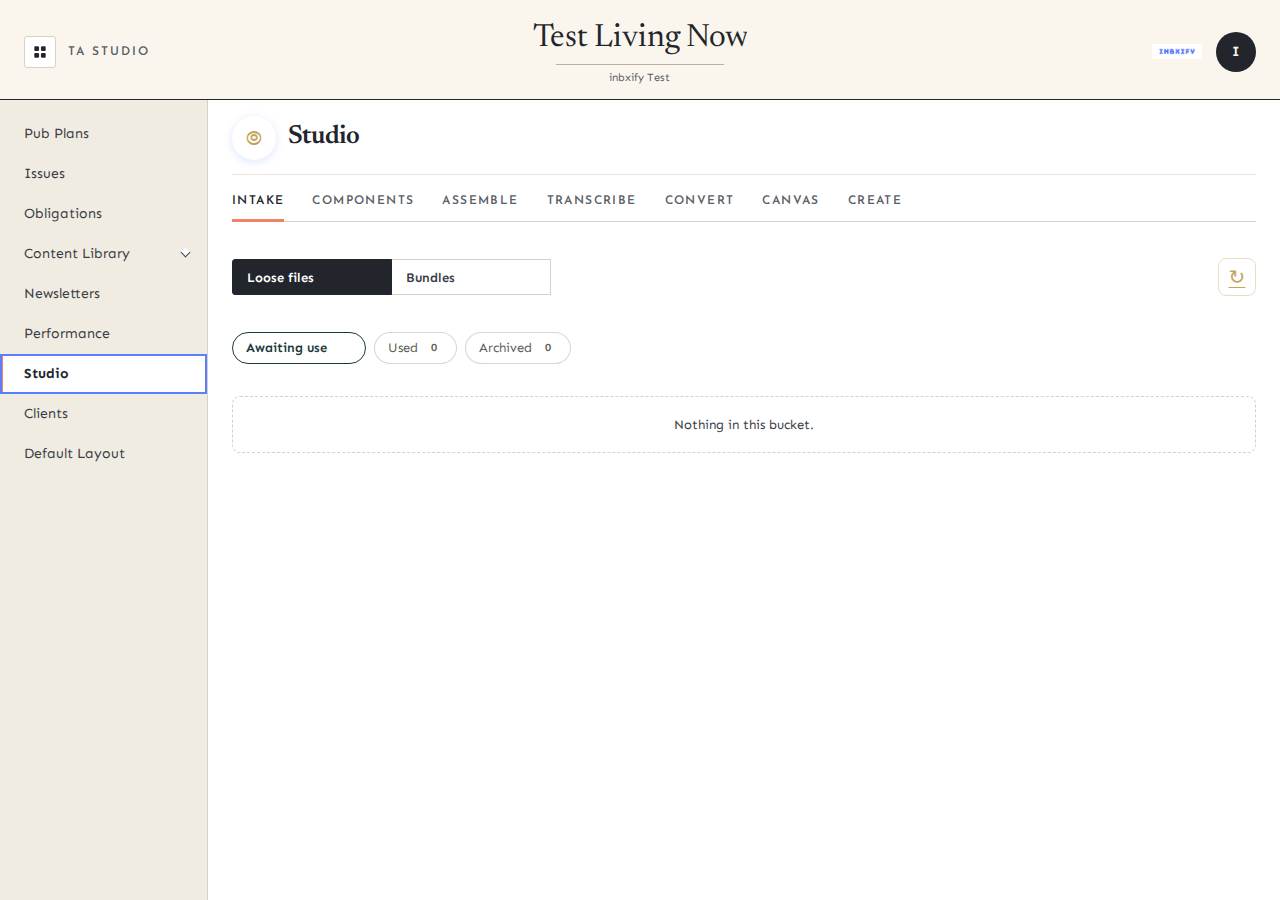 TA STUDIO
Test Living Now
inbxify Test
INBXIFY
I
Pub Plans
Issues
Obligations
Content Library
Newsletters
Performance
Studio
Clients
Default Layout
Studio
INTAKE COMPONENTS ASSEMBLE TRANSCRIBE CONVERT CANVAS CREATE
Loose files Bundles
Awaiting use Used 0 Archived 0
Nothing in this bucket.